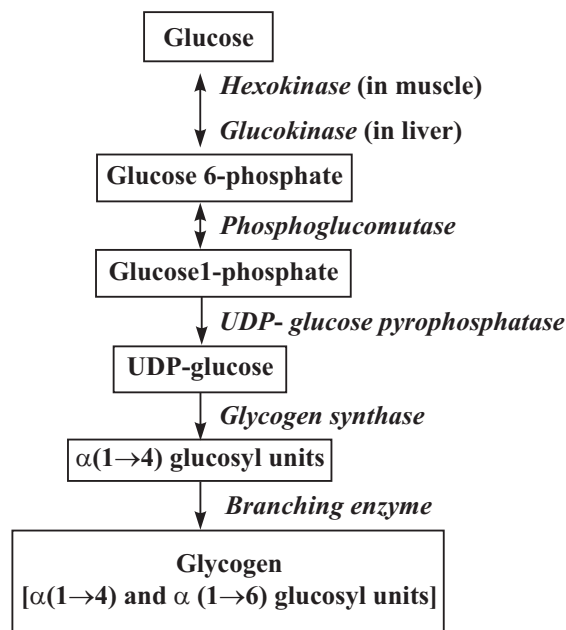 Glucose
Hexokinase (in muscle)
Glucokinase (in liver)
Glucose 6-phosphate
Phosphoglucomutase
Glucose1-phosphate
UDP- glucose pyrophosphatase
UDP-glucose
Glycogen synthase
α(1→4) glucosyl units
Branching enzyme
Glycogen
[α(1→4) and α (1→6) glucosyl units]